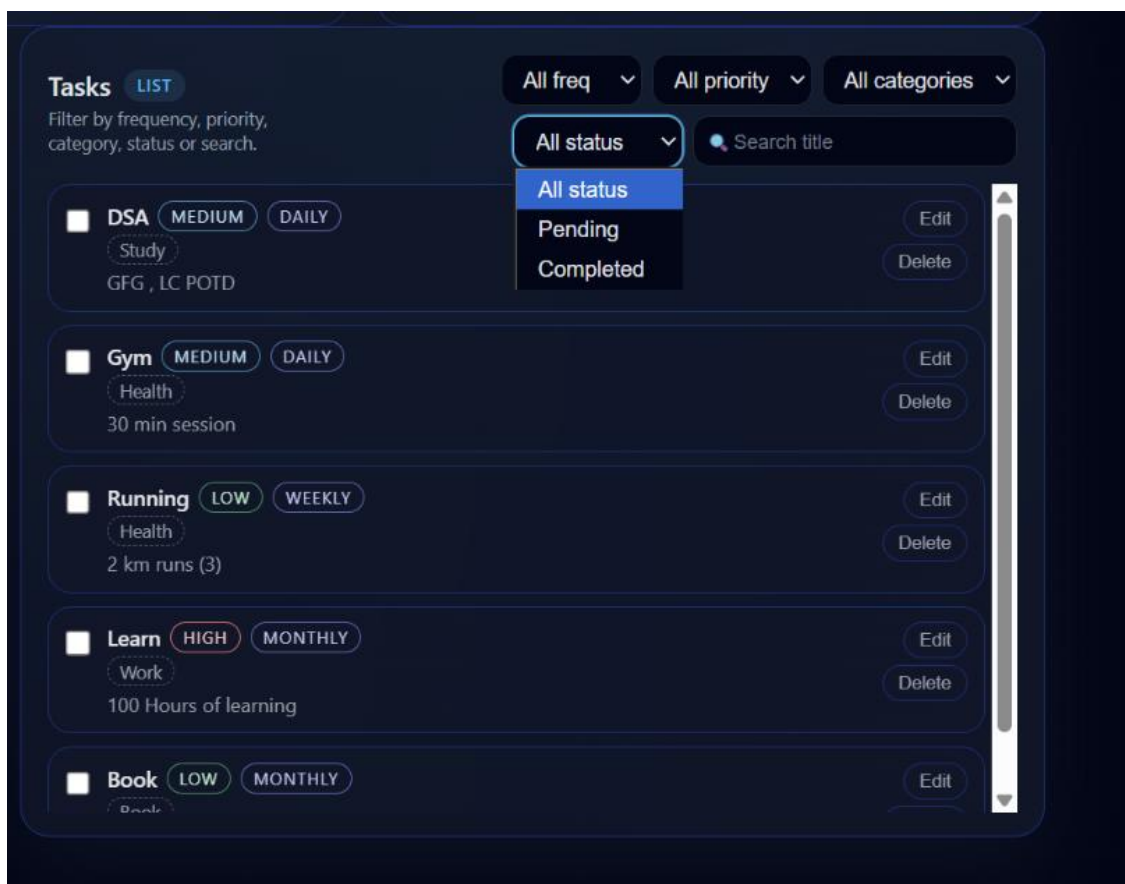 Tasks LIST
Filter by frequency, priority,
category, status or search.
All freq All priority All categories
All status Search title
All status
Pending
Completed
DSA MEDIUM DAILY
Study
GFG , LC POTD
Edit
Delete
Gym MEDIUM DAILY
Health
30 min session
Edit
Delete
Running LOW WEEKLY
Health
2 km runs (3)
Edit
Delete
Learn HIGH MONTHLY
Work
100 Hours of learning
Edit
Delete
Book LOW MONTHLY
Book
Edit